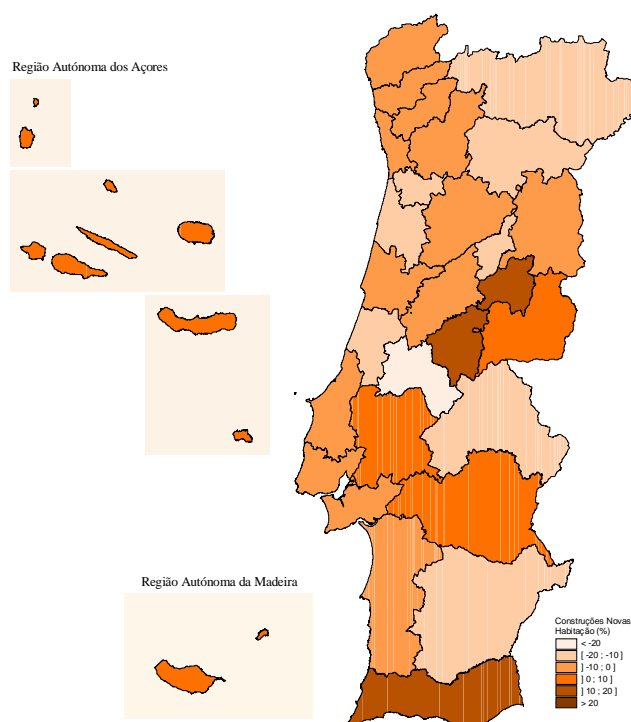 Região Autónoma dos Açores
Região Autónoma da Madeira
Construções Novas
Habitação (%)
< -20
[ -20 ; -10 ]
]-10 ; 0 ]
] 0 ; 10 ]
] 10 ; 20 ]
> 20